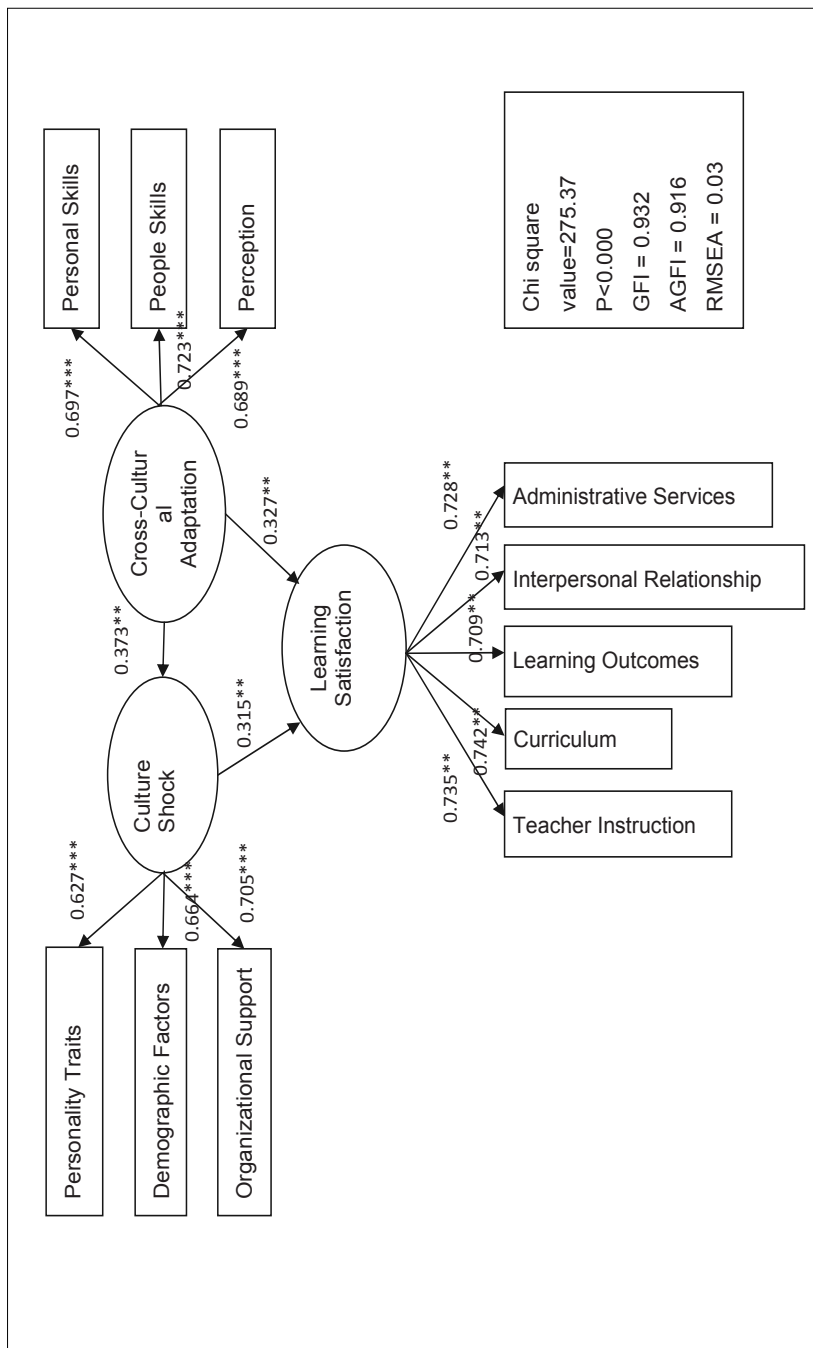 Personality Traits
Demographic Factors
Organizational Support
0.627***
0.664***
0.705***
Culture
Shock
0.373**
Cross-Cultur
al
Adaptation
0.697***
0.723***
0.689***
Personal Skills
People Skills
Perception
0.315**
0.327**
Learning
Satisfaction
0.735**
0.742**
0.709**
0.713**
0.728**
Teacher Instruction
Curriculum
Learning Outcomes
Interpersonal Relationship
Administrative Services
Chi square
value=275.37
P<0.000
GFI = 0.932
AGFI = 0.916
RMSEA = 0.03